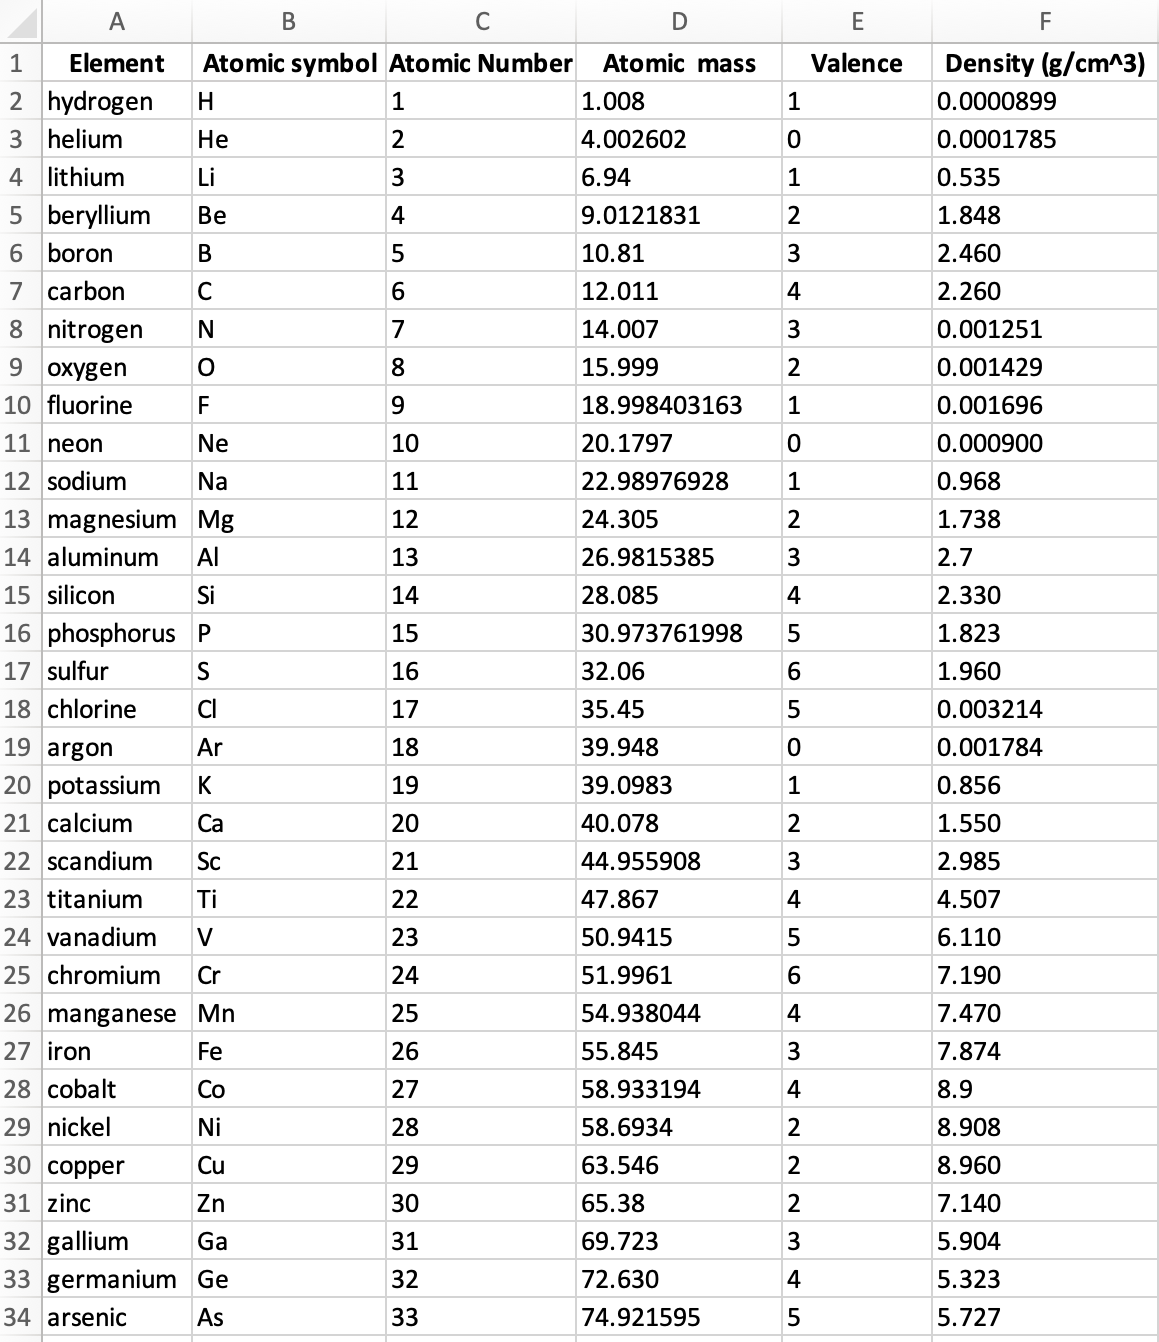 A B C D E F
1 Element Atomic symbol Atomic Number Atomic mass Valence Density (g/cm^3)
2 hydrogen H 1 1.008 1 0.0000899
3 helium He 2 4.002602 0 0.0001785
4 lithium Li 3 6.94 1 0.535
5 beryllium Be 4 9.0121831 2 1.848
6 boron B 5 10.81 3 2.460
7 carbon C 6 12.011 4 2.260
8 nitrogen N 7 14.007 3 0.001251
9 oxygen O 8 15.999 2 0.001429
10 fluorine F 9 18.998403163 1 0.001696
11 neon Ne 10 20.1797 0 0.000900
12 sodium Na 11 22.98976928 1 0.968
13 magnesium Mg 12 24.305 2 1.738
14 aluminum Al 13 26.9815385 3 2.7
15 silicon Si 14 28.085 4 2.330
16 phosphorus P 15 30.973761998 5 1.823
17 sulfur S 16 32.06 6 1.960
18 chlorine Cl 17 35.45 5 0.003214
19 argon Ar 18 39.948 0 0.001784
20 potassium K 19 39.0983 1 0.856
21 calcium Ca 20 40.078 2 1.550
22 scandium Sc 21 44.955908 3 2.985
23 titanium Ti 22 47.867 4 4.507
24 vanadium V 23 50.9415 5 6.110
25 chromium Cr 24 51.9961 6 7.190
26 manganese Mn 25 54.938044 4 7.470
27 iron Fe 26 55.845 3 7.874
28 cobalt Co 27 58.933194 4 8.9
29 nickel Ni 28 58.6934 2 8.908
30 copper Cu 29 63.546 2 8.960
31 zinc Zn 30 65.38 2 7.140
32 gallium Ga 31 69.723 3 5.904
33 germanium Ge 32 72.630 4 5.323
34 arsenic As 33 74.921595 5 5.727